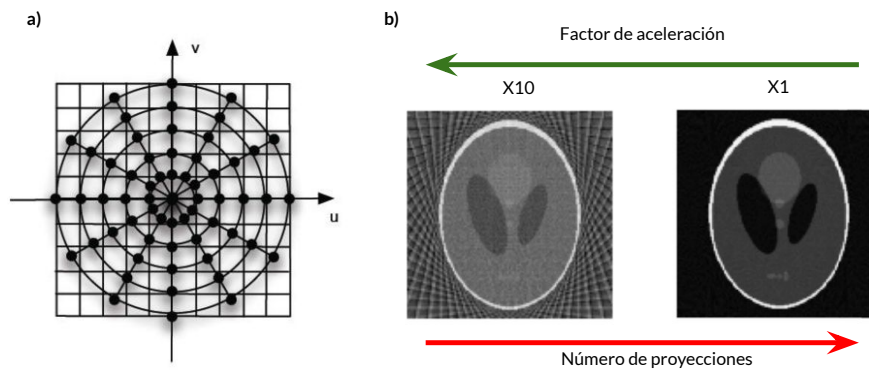 a)
v
u
b)
Factor de aceleración
X10
X1
Número de proyecciones